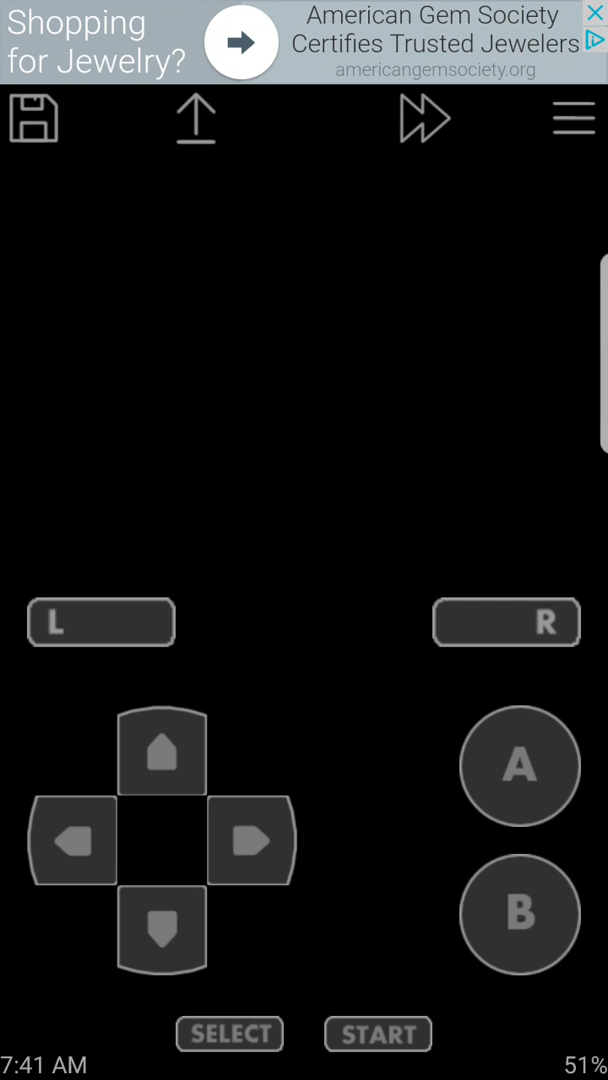 Shopping
for Jewelry?
American Gem Society
Certifies Trusted Jewelers
americangemsociety.org
L
R
A
B
SELECT
START
7:41 AM
51%